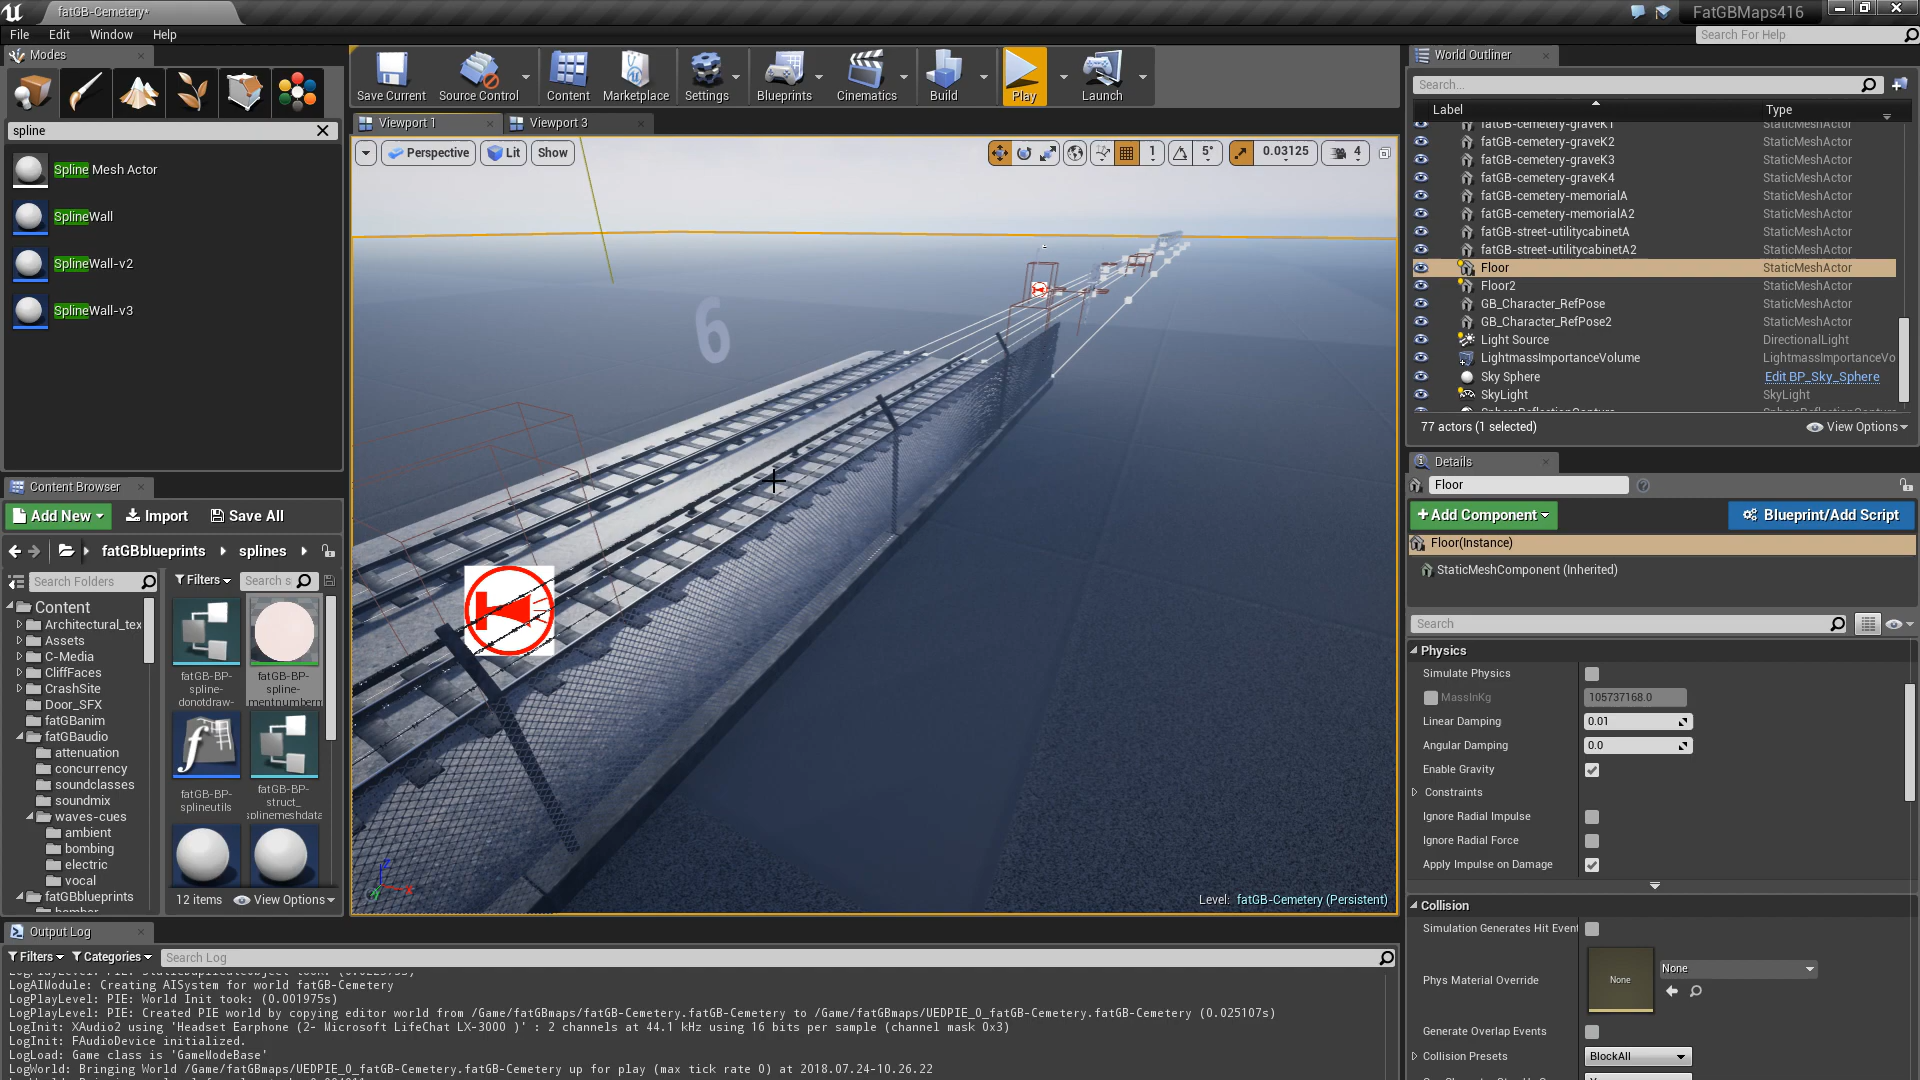 fatGB-Cemetery*
FatGBMaps416
File Edit Window Help
Search For Help
Modes
spline
Spline Mesh Actor
SplineWall
SplineWall-v2
SplineWall-v3
Save Current
Source Control
Content
Marketplace
Settings
Blueprints
Cinematics
Build
Play
Launch
Viewport 1
Viewport 3
Perspective
Lit
Show
1
5°
0.03125
4
6
Level: fatGB-Cemetery (Persistent)
Content Browser
Add New
Import
Save All
fatGBblueprints
splines
Search Folders
Filters
Search s
Content
Architectural_tex
Assets
C-Media
CliffFaces
CrashSite
Door_SFX
fatGBanim
fatGBaudio
attenuation
concurrency
soundclasses
soundmix
waves-cues
ambient
bombing
electric
vocal
fatGBblueprints
fatGB-BP-
spline-
donotdraw-
fatGB-BP-
spline-
mentnumber
fatGB-BP-
splineutils
fatGB-BP-
struct_
splinemeshdata
12 items
View Options
Output Log
Filters
Categories
Search Log
LogAIModule: Creating AISystem for world fatGB-Cemetery
LogPlayLevel: PIE: World Init took: (0.001975s)
LogPlayLevel: PIE: Created PIE world by copying editor world from /Game/fatGBmaps/fatGB-Cemetery.fatGB-Cemetery to /Game/fatGBmaps/UEDPIE_0_fatGB-Cemetery.fatGB-Cemetery (0.025107s)
LogInit: XAudio2 using 'Headset Earphone (2- Microsoft LifeChat LX-3000 )' : 2 channels at 44.1 kHz using 16 bits per sample (channel mask 0x3)
LogInit: FAudioDevice initialized.
LogLoad: Game class is 'GameModeBase'
LogWorld: Bringing World /Game/fatGBmaps/UEDPIE_0_fatGB-Cemetery.fatGB-Cemetery up for play (max tick rate 0) at 2018.07.24-10.26.22
World Outliner
Search...
Label Type
fatGB-cemetery-graveK1 StaticMeshActor
fatGB-cemetery-graveK2 StaticMeshActor
fatGB-cemetery-graveK3 StaticMeshActor
fatGB-cemetery-graveK4 StaticMeshActor
fatGB-cemetery-memorialA StaticMeshActor
fatGB-cemetery-memorialA2 StaticMeshActor
fatGB-street-utilitycabinetA StaticMeshActor
fatGB-street-utilitycabinetA2 StaticMeshActor
Floor StaticMeshActor
Floor2 StaticMeshActor
GB_Character_RefPose StaticMeshActor
GB_Character_RefPose2 StaticMeshActor
Light Source DirectionalLight
LightmassImportanceVolume LightmassImportanceVo
Sky Sphere Edit BP_Sky_Sphere
SkyLight SkyLight
77 actors (1 selected)
View Options
Details
Floor
Add Component
Blueprint/Add Script
Floor(Instance)
StaticMeshComponent (Inherited)
Search
Physics
Simulate Physics
MassInKg 105737168.0
Linear Damping 0.01
Angular Damping 0.0
Enable Gravity
Constraints
Ignore Radial Impulse
Ignore Radial Force
Apply Impulse on Damage
Collision
Simulation Generates Hit Event
Phys Material Override
None
None
Generate Overlap Events
Collision Presets BlockAll